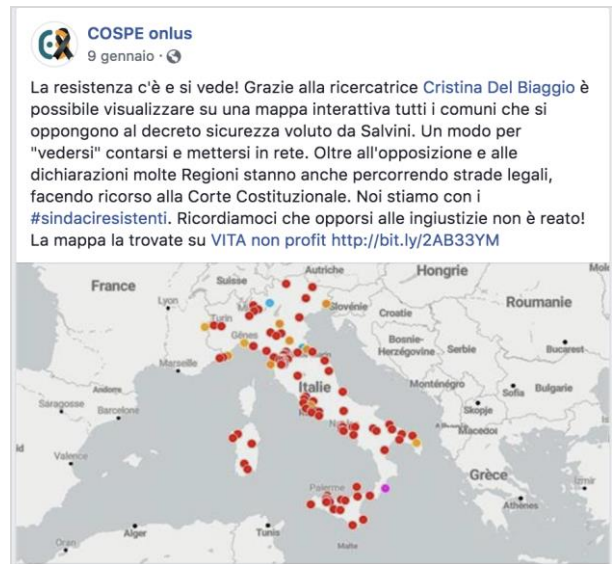 COSPE onlus
9 gennaio ·
La resistenza c'è e si vede! Grazie alla ricercatrice Cristina Del Biaggio è
possibile visualizzare su una mappa interattiva tutti i comuni che si
oppongono al decreto sicurezza voluto da Salvini. Un modo per
"vedersi" contarsi e mettersi in rete. Oltre all'opposizione e alle
dichiarazioni molte Regioni stanno anche percorrendo strade legali,
facendo ricorso alla Corte Costituzionale. Noi stiamo con i
#sindaciresistenti. Ricordiamoci che opporsi alle ingiustizie non è reato!
La mappa la trovate su VITA non profit http://bit.ly/2AB33YM
France
Suisse
Autriche
Hongrie
Lyon
Turin
Slovénie
Croatie
Roumanie
Gênes
Marseille
Bosnie-
Herzégovine
Serbie
Bucarest
Italie
Monténégro
Sofia
Bulgarie
Andorre
Saragosse
Barcelone
Skopje
Valence
Grèce
Izmir
Palerme
Athènes
Alger
Tunis
Oran
Malte